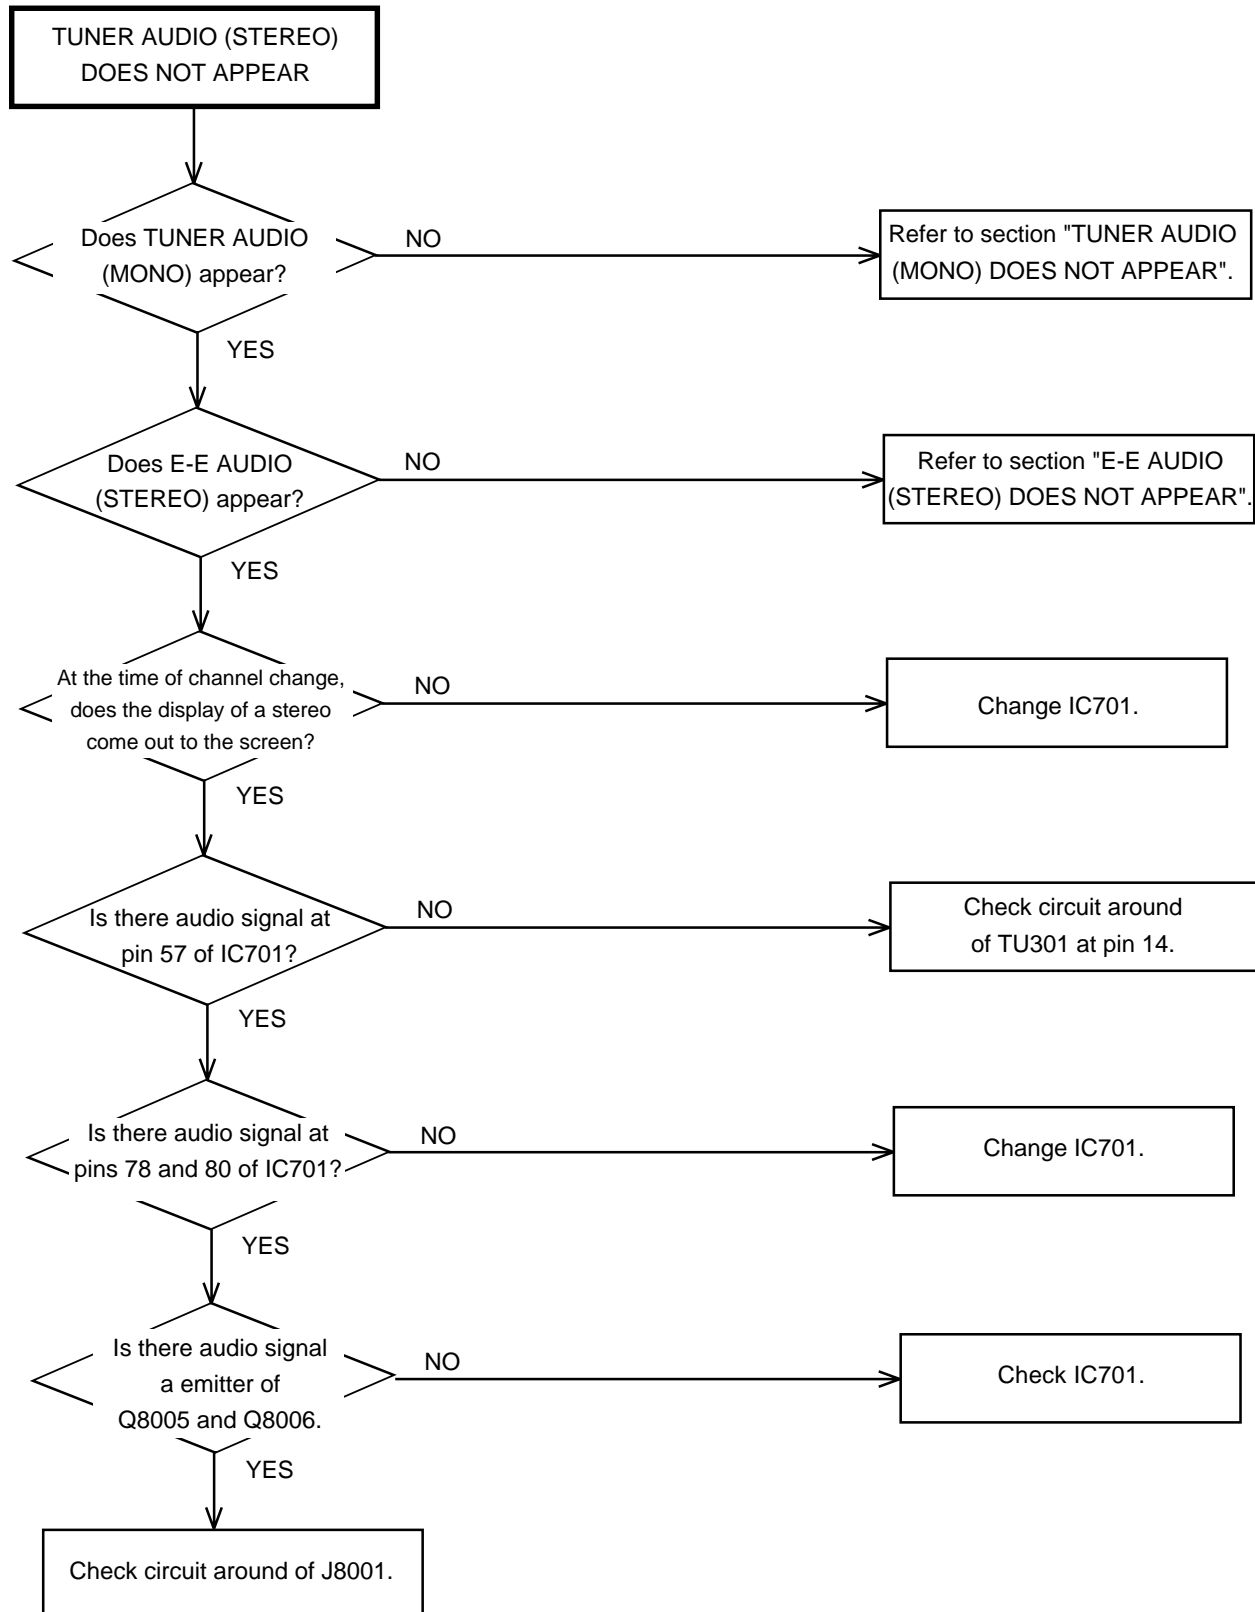 TUNER AUDIO (STEREO)
DOES NOT APPEAR
Does TUNER AUDIO
(MONO) appear?
NO
Refer to section "TUNER AUDIO
(MONO) DOES NOT APPEAR".
YES
Does E-E AUDIO
(STEREO) appear?
NO
Refer to section "E-E AUDIO
(STEREO) DOES NOT APPEAR".
YES
At the time of channel change,
does the display of a stereo
come out to the screen?
NO
Change IC701.
YES
Is there audio signal at
pin 57 of IC701?
NO
Check circuit around
of TU301 at pin 14.
YES
Is there audio signal at
pins 78 and 80 of IC701?
NO
Change IC701.
YES
Is there audio signal
a emitter of
Q8005 and Q8006.
NO
Check IC701.
YES
Check circuit around of J8001.